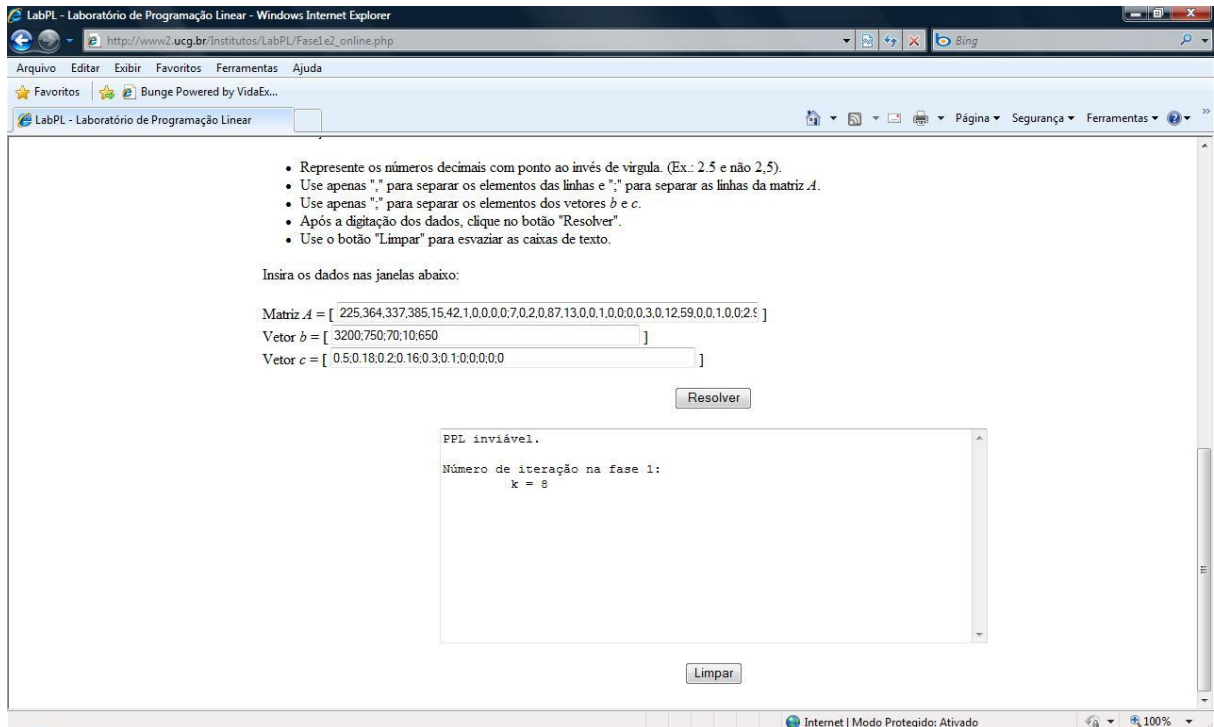 LabPL - Laboratório de Programação Linear - Windows Internet Explorer
http://www2.ucg.br/Institutos/LabPL/Fase1e2_online.php
Bing
Arquivo Editar Exibir Favoritos Ferramentas Ajuda
Favoritos Bunge Powered by VidaEx...
LabPL - Laboratório de Programação Linear
Página Segurança Ferramentas
• Represente os números decimais com ponto ao invés de virgula. (Ex.: 2.5 e não 2,5).
• Use apenas "," para separar os elementos das linhas e ";" para separar as linhas da matriz A.
• Use apenas ";" para separar os elementos dos vetores b e c.
• Após a digitação dos dados, clique no botão "Resolver".
• Use o botão "Limpar" para esvaziar as caixas de texto.
Insira os dados nas janelas abaixo:
Matriz A = [ 225,364,337,385,15,42,1,0,0,0,0;7,0,2,0,87,13,0,0,1,0,0;0,0,3,0,12,59,0,0,1,0,0;2.9 ]
Vetor b = [ 3200;750;70;10;650 ]
Vetor c = [ 0.5;0.18;0.2;0.16;0.3;0.1;0;0;0;0;0 ]
Resolver
PPL inviável.
Número de iteração na fase 1:
k = 8
Limpar
Internet | Modo Protegido: Ativado
100%